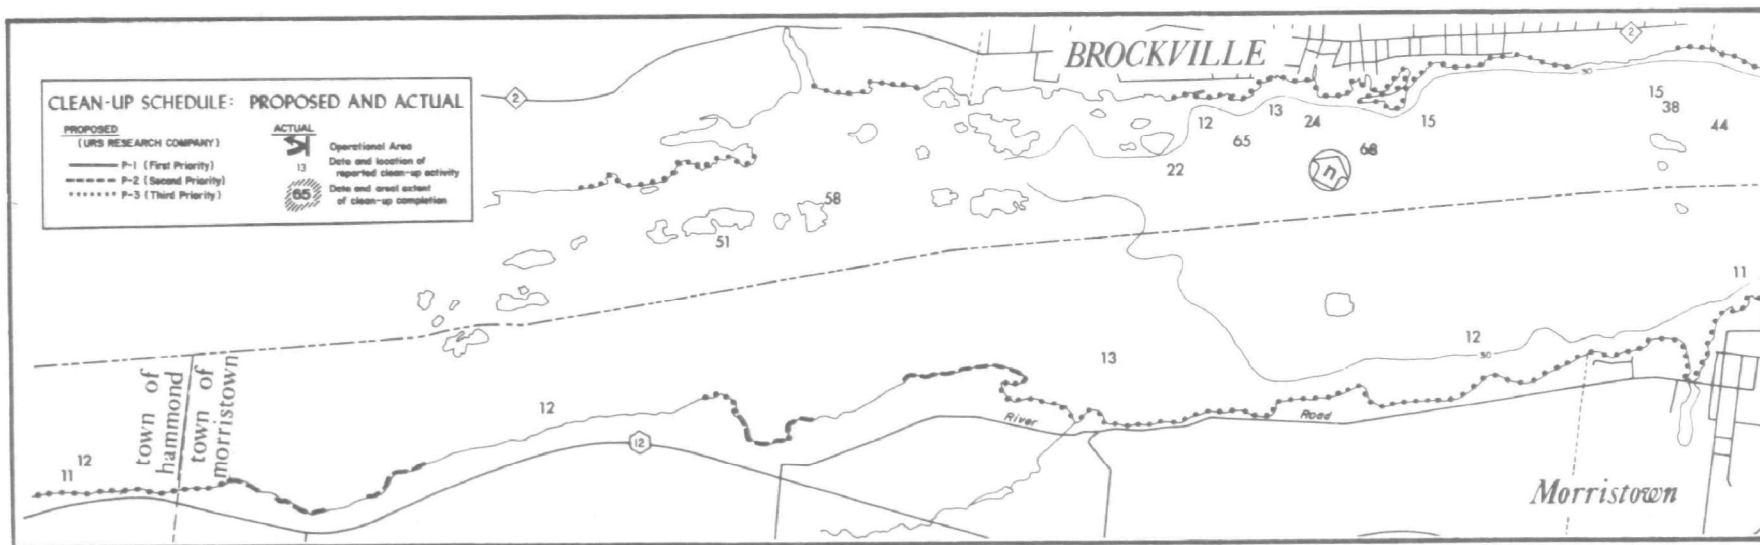 BROCKVILLE
2
2
CLEAN-UP SCHEDULE: PROPOSED AND ACTUAL
PROPOSED
(URS RESEARCH COMPANY)
P-1 (First Priority)
P-2 (Second Priority)
P-3 (Third Priority)
ACTUAL
Operational Area
13
Date and location of
reported clean-up activity
65
Date and areal extent
of clean-up completion
30
15
38
44
13
12
24
15
65
68
22
h
58
51
11
12
30
13
12
12
12
11
town of
hammond
town of
morristown
River Road
Morristown